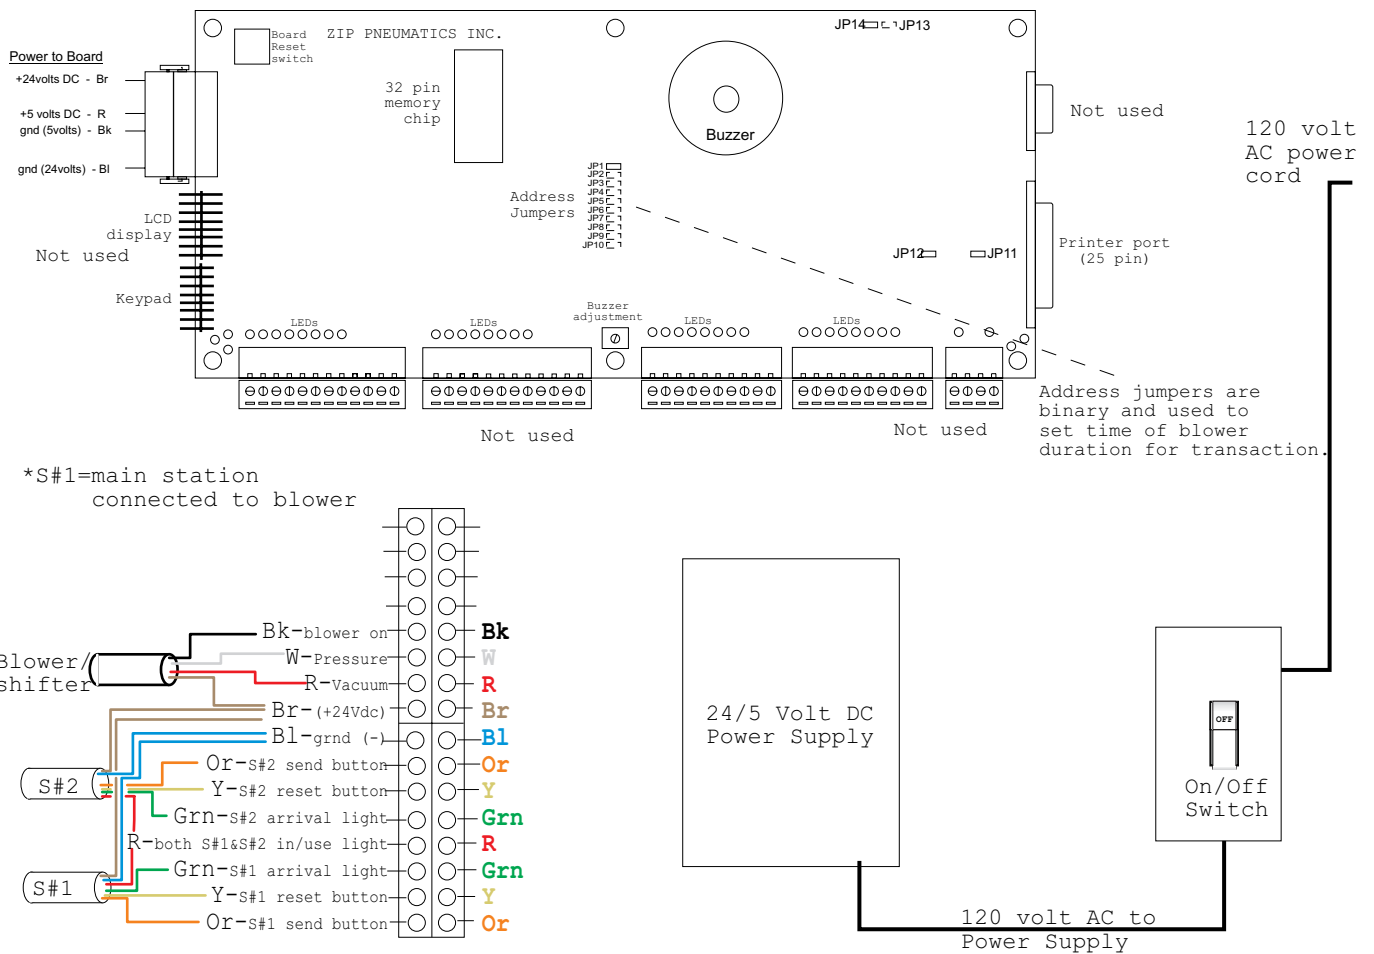 Board
Reset
switch
ZIP PNEUMATICS INC.
JP14
JP13
Power to Board
+24volts DC - Br
+5 volts DC - R
gnd (5volts) - Bk
gnd (24volts) - Bl
32 pin
memory
chip
Buzzer
Not used
120 volt
AC power
cord
JP1
JP2
JP3
JP4
JP5
JP6
JP7
JP8
JP9
JP10
Address
Jumpers
LCD
display
Not used
Keypad
JP12
JP11
Printer port
(25 pin)
LEDs
LEDs
Buzzer
adjustment
LEDs
LEDs
Not used
Not used
Address jumpers are
binary and used to
set time of blower
duration for transaction.
*S#1=main station
connected to blower
Blower/
shifter
Bk-blower on
Bk
W-Pressure
W
R-Vacuum
R
Br-(+24Vdc)
Br
Bl-grnd (-)
Bl
Or-S#2 send button
Or
S#2
Y-S#2 reset button
Y
Grn-S#2 arrival light
Grn
R-both S#1&S#2 in/use light
R
Grn-S#1 arrival light
Grn
S#1
Y-S#1 reset button
Y
Or-S#1 send button
Or
24/5 Volt DC
Power Supply
OFF
On/Off
Switch
120 volt AC to
Power Supply